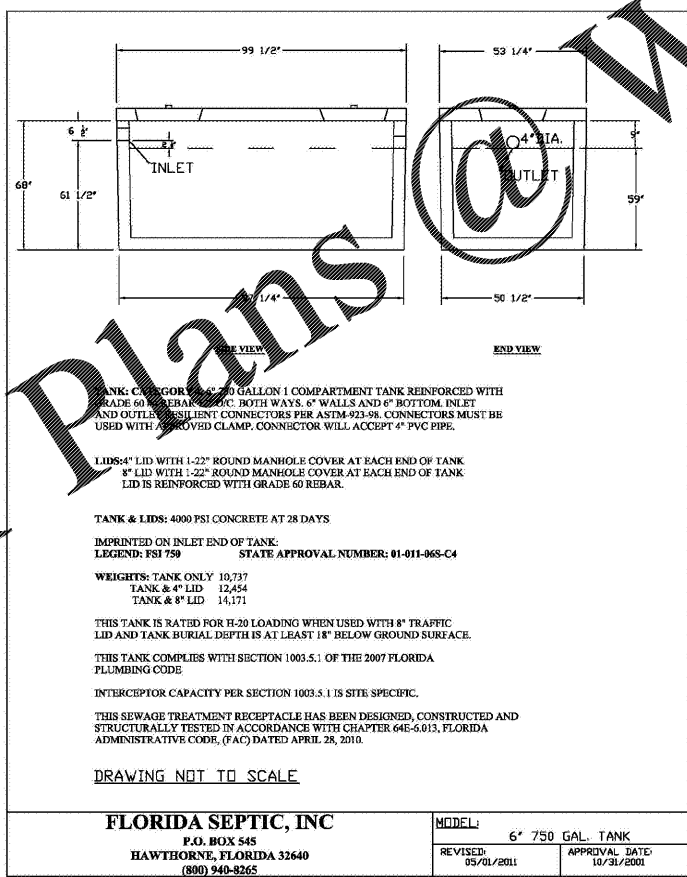 99 1/2"
53 1/4"
6 ½"
9"
4" DIA.
INLET
OUTLET
68"
61 1/2"
59"
1/4"
50 1/2"
SIDE VIEW
END VIEW
TANK: CATEGORY 750 GALLON 1 COMPARTMENT TANK REINFORCED WITH
GRADE 60 REBAR O/C. BOTH WAYS. 6" WALLS AND 6" BOTTOM. INLET
AND OUTLET RESILIENT CONNECTORS PER ASTM-923-98. CONNECTORS MUST BE
USED WITH APPROVED CLAMP. CONNECTOR WILL ACCEPT 4" PVC PIPE.
LIDS:4" LID WITH 1-22" ROUND MANHOLE COVER AT EACH END OF TANK
8" LID WITH 1-22" ROUND MANHOLE COVER AT EACH END OF TANK
LID IS REINFORCED WITH GRADE 60 REBAR.
TANK & LIDS: 4000 PSI CONCRETE AT 28 DAYS
IMPRINTED ON INLET END OF TANK:
LEGEND: FSI 750 STATE APPROVAL NUMBER: 01-011-06S-C4
WEIGHTS: TANK ONLY 10,737
TANK & 4" LID 12,454
TANK & 8" LID 14,171
THIS TANK IS RATED FOR H-20 LOADING WHEN USED WITH 8" TRAFFIC
LID AND TANK BURIAL DEPTH IS AT LEAST 18" BELOW GROUND SURFACE.
THIS TANK COMPLIES WITH SECTION 1003.5.1 OF THE 2007 FLORIDA
PLUMBING CODE
INTERCEPTOR CAPACITY PER SECTION 1003.5.1 IS SITE SPECIFIC.
THIS SEWAGE TREATMENT RECEPTACLE HAS BEEN DESIGNED, CONSTRUCTED AND
STRUCTURALLY TESTED IN ACCORDANCE WITH CHAPTER 64E-6.013, FLORIDA
ADMINISTRATIVE CODE, (FAC) DATED APRIL 28, 2010.
DRAWING NOT TO SCALE
FLORIDA SEPTIC, INC
P.O. BOX 545
HAWTHORNE, FLORIDA 32640
(800) 940-8265
MODEL:
6" 750 GAL. TANK
REVISED:
05/01/2011
APPROVAL DATE:
10/31/2001
Plans @ W